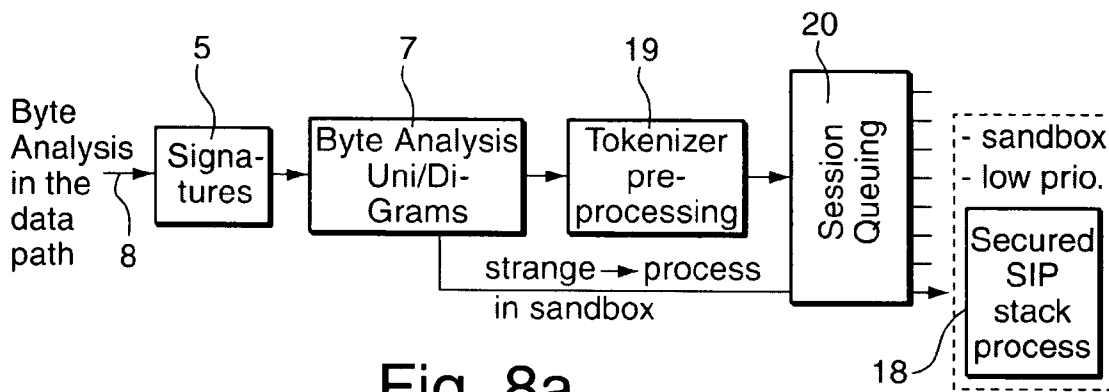 5
7
19
20
Byte
Analysis
in the
data
path
8
Signa-
tures
Byte Analysis
Uni/Di-
Grams
Tokenizer
pre-
processing
Session
Queuing
- sandbox
- low prio.
Secured
SIP
stack
process
18
strange → process
in sandbox
Fig. 8a